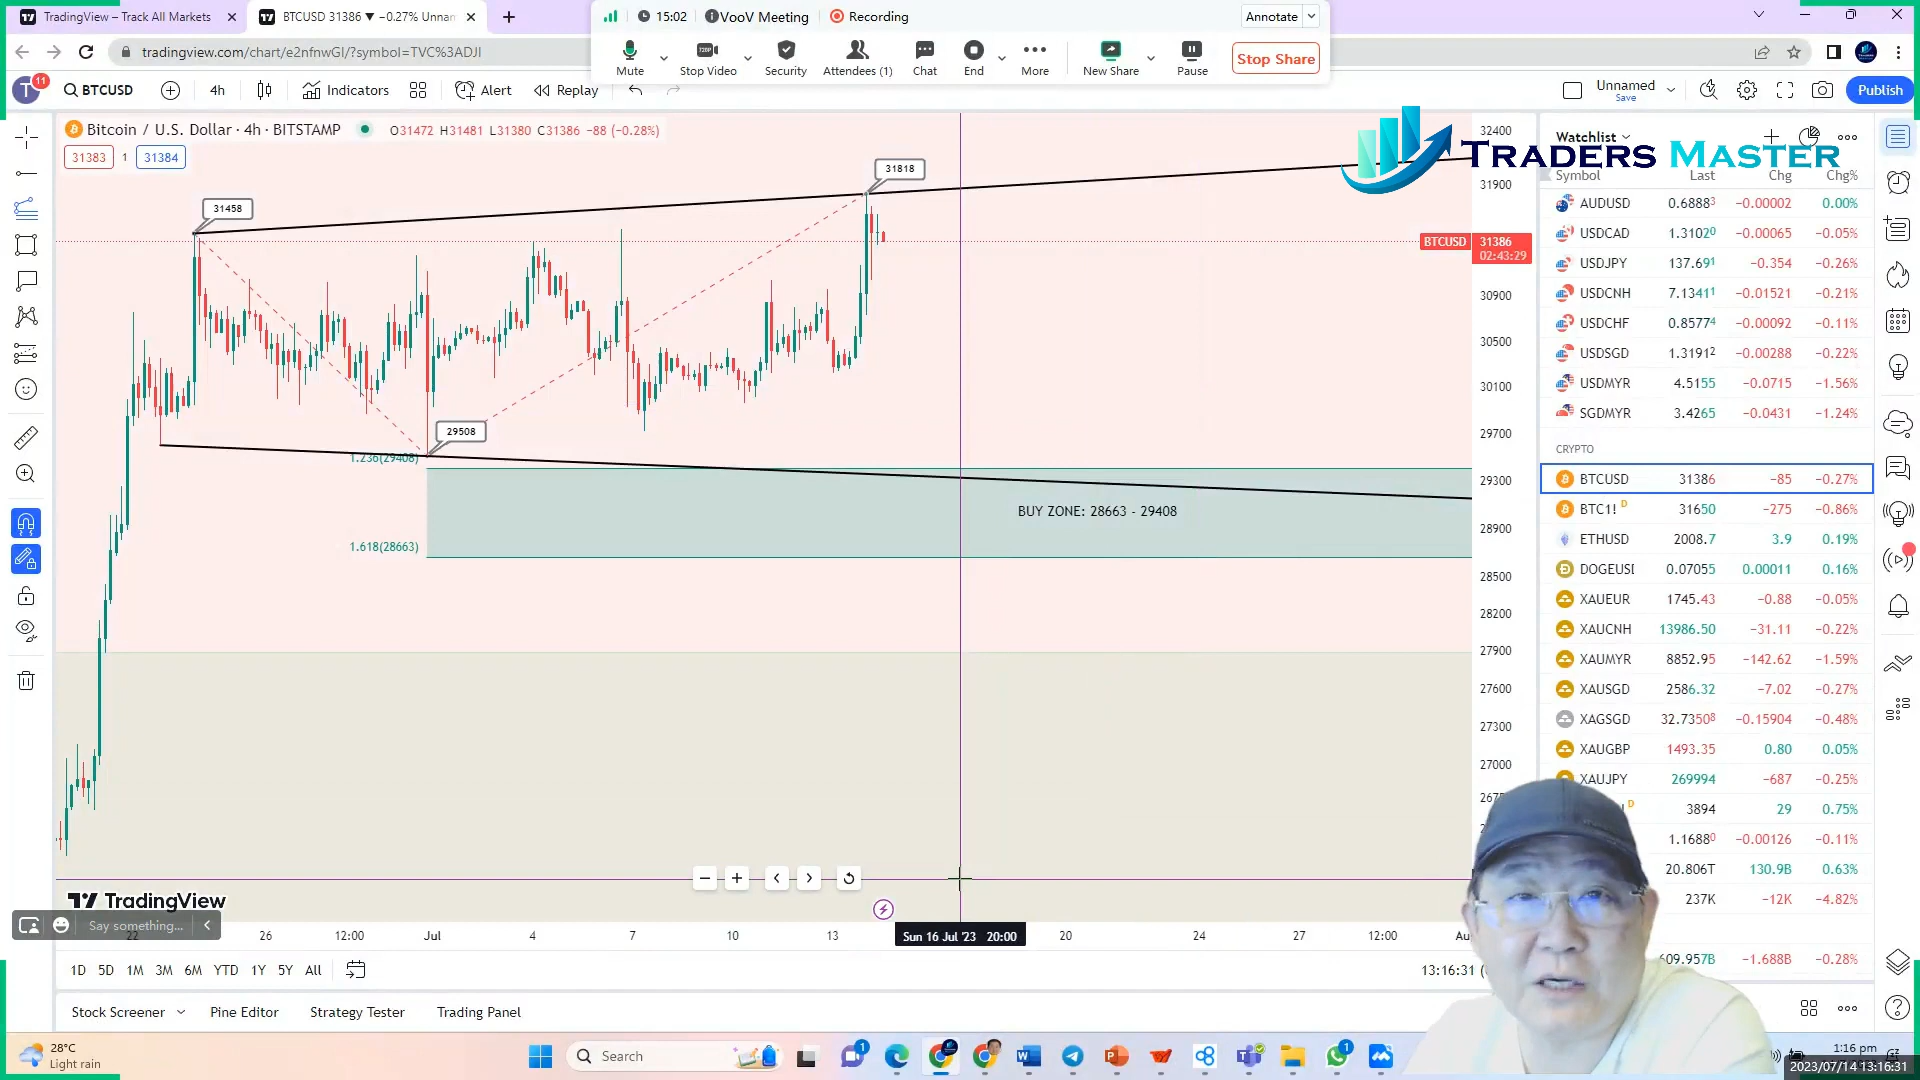 TradingView – Track All Markets
BTCUSD 31386 ▼ −0.27% Unnan
15:02
VooV Meeting
Recording
Annotate
tradingview.com/chart/e2nfnwGI/?symbol=TVC%3ADJI
Mute
Stop Video
Security
Attendees (1)
Chat
End
More
New Share
Pause
Stop Share
T
11
BTCUSD
4h
Indicators
Alert
Replay
Unnamed
Save
Publish
Bitcoin / U.S. Dollar · 4h · BITSTAMP
O31472 H31481 L31380 C31386 −88 (−0.28%)
31383 1 31384
TRADERS MASTER
Watchlist
Symbol Last Chg Chg%
AUDUSD 0.68883 −0.00002 0.00%
USDCAD 1.31020 −0.00065 −0.05%
USDJPY 137.691 −0.354 −0.26%
USDCNH 7.13411 −0.01521 −0.21%
USDCHF 0.85774 −0.00092 −0.11%
USDSGD 1.31912 −0.00288 −0.22%
USDMYR 4.5155 −0.0715 −1.56%
SGDMYR 3.4265 −0.0431 −1.24%
CRYPTO
BTCUSD 31386 −85 −0.27%
BTC1! D 31650 −275 −0.86%
ETHUSD 2008.7 3.9 0.19%
DOGEUSD 0.07055 0.00011 0.16%
XAUEUR 1745.43 −0.88 −0.05%
XAUCNH 13986.50 −31.11 −0.22%
XAUMYR 8852.95 −142.62 −1.59%
XAUSGD 2586.32 −7.02 −0.27%
XAGSGD 32.73508 −0.15904 −0.48%
XAUGBP 1493.35 0.80 0.05%
XAUJPY 269994 −687 −0.25%
D 3894 29 0.75%
1.16880 −0.00126 −0.11%
20.806T 130.9B 0.63%
237K −12K −4.82%
609.957B −1.688B −0.28%
31458
31818
29508
1.236(29408)
1.618(28663)
BUY ZONE: 28663 - 29408
32400
31900
BTCUSD 31386
02:43:29
30900
30500
30100
29700
29300
28900
28500
28200
27900
27600
27300
27000
TradingView
Say something...
22
26
12:00
Jul
4
7
10
13
Sun 16 Jul '23 20:00
20
24
27
12:00
Au
1D 5D 1M 3M 6M YTD 1Y 5Y All
13:16:31
Stock Screener
Pine Editor
Strategy Tester
Trading Panel
28°C
Light rain
Search
1
1
1:16 pm
2023/07/14 13:16:31